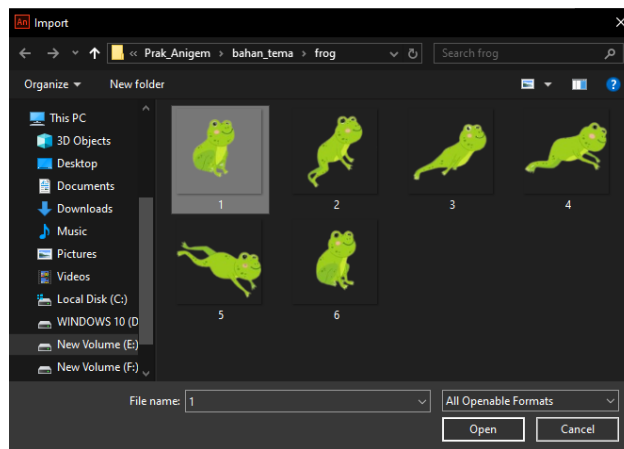 An Import
« Prak_Anigem > bahan_tema > frog
Search frog
Organize
New folder
This PC
3D Objects
Desktop
Documents
Downloads
Music
Pictures
Videos
Local Disk (C:)
WINDOWS 10 (D
New Volume (E:)
New Volume (F:)
1
2
3
4
5
6
File name: 1
All Openable Formats
Open
Cancel